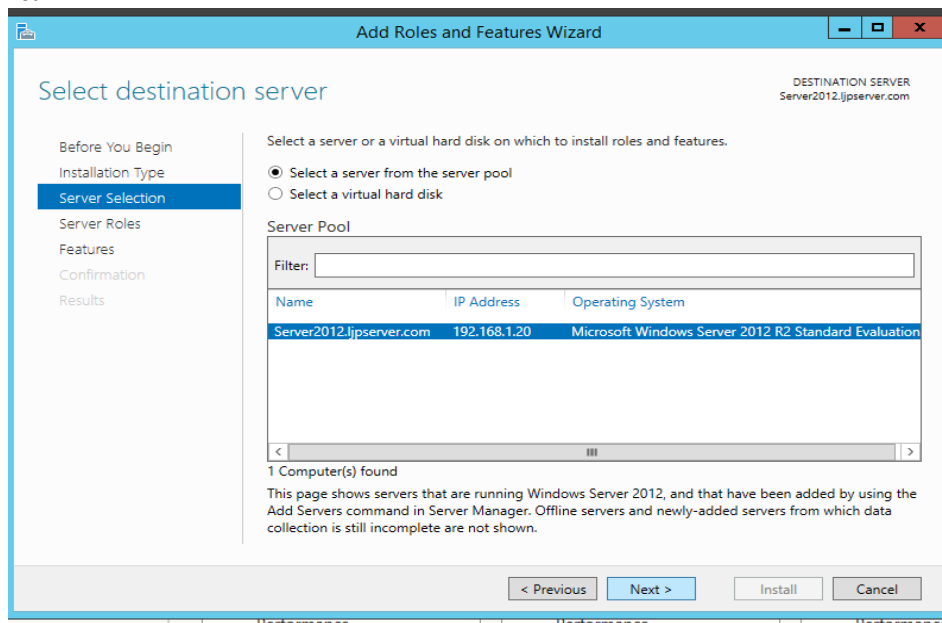 Add Roles and Features Wizard
Select destination server
DESTINATION SERVER
Server2012.ljpserver.com
Before You Begin
Installation Type
Server Selection
Server Roles
Features
Confirmation
Results
Select a server or a virtual hard disk on which to install roles and features.
Select a server from the server pool
Select a virtual hard disk
Server Pool
Filter:
Name IP Address Operating System
Server2012.ljpserver.com 192.168.1.20 Microsoft Windows Server 2012 R2 Standard Evaluation
1 Computer(s) found
This page shows servers that are running Windows Server 2012, and that have been added by using the
Add Servers command in Server Manager. Offline servers and newly-added servers from which data
collection is still incomplete are not shown.
< Previous Next > Install Cancel